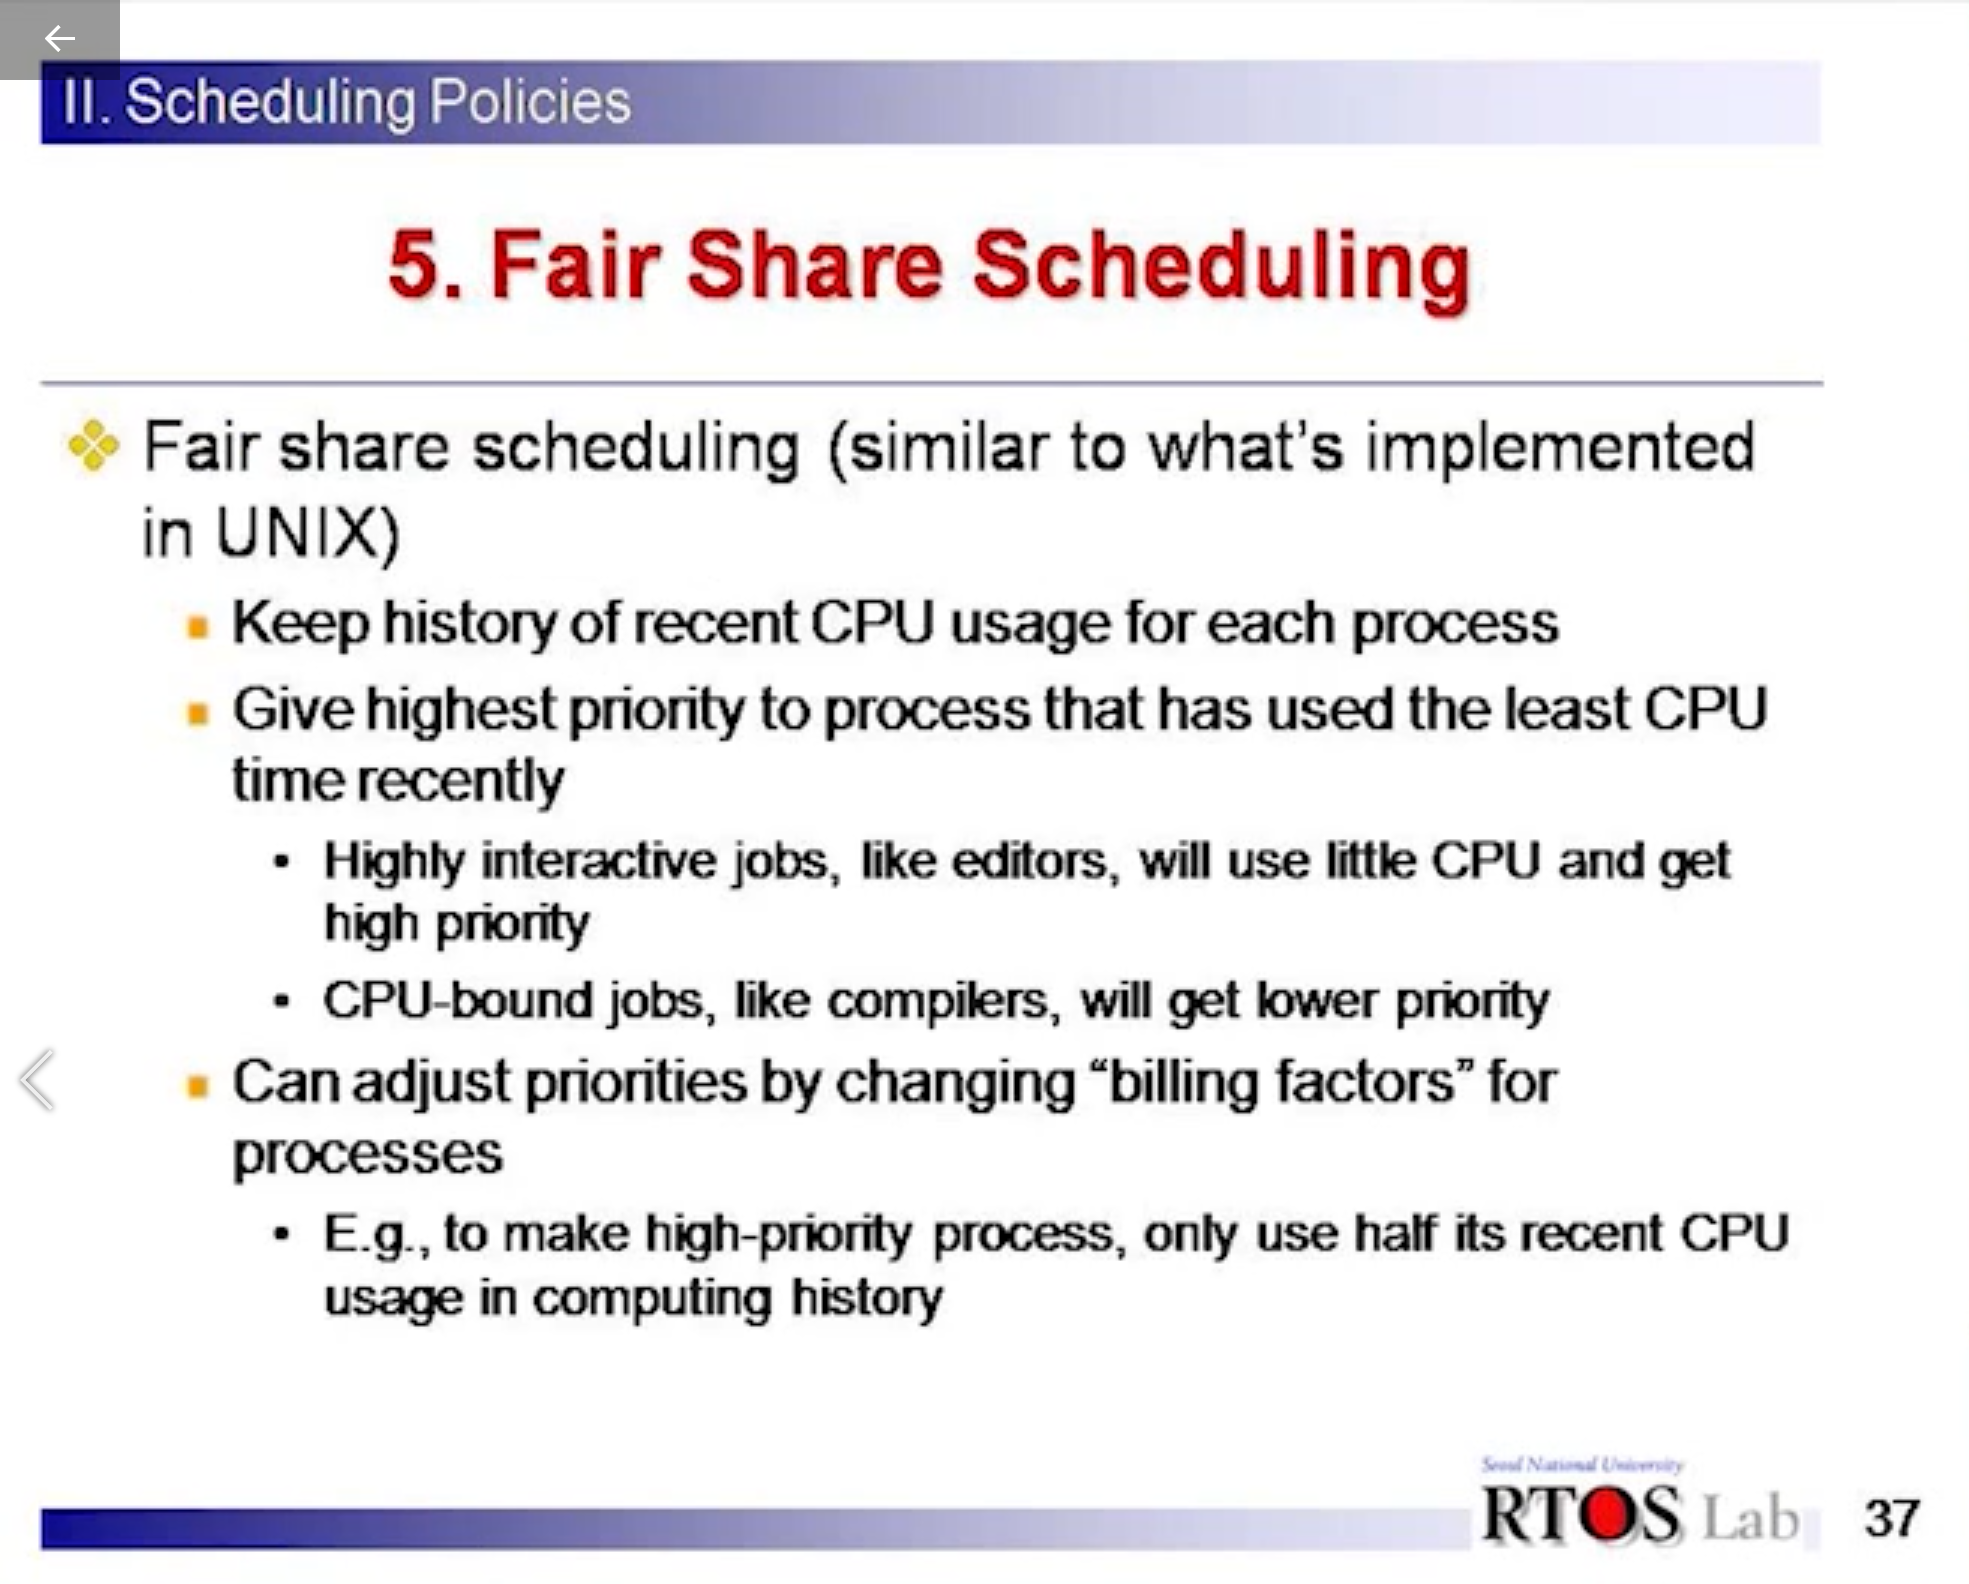 II. Scheduling Policies
5. Fair Share Scheduling
Fair share scheduling (similar to what's implemented
in UNIX)
Keep history of recent CPU usage for each process
Give highest priority to process that has used the least CPU
time recently
• Highly interactive jobs, like editors, will use little CPU and get
high priority
• CPU-bound jobs, like compilers, will get lower priority
Can adjust priorities by changing “billing factors” for
processes
• E.g., to make high-priority process, only use half its recent CPU
usage in computing history
Seoul National University
RTOS Lab
37